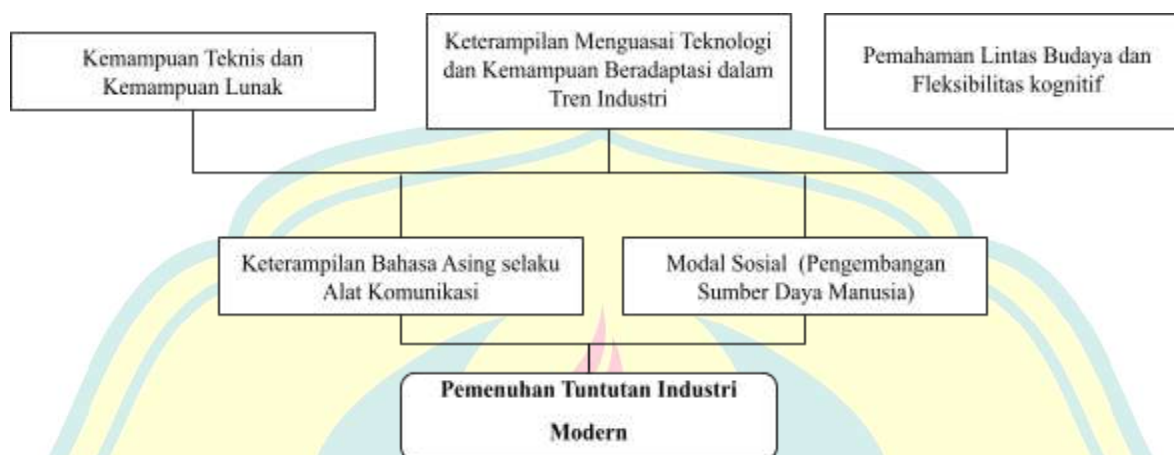 Kemampuan Teknis dan
Kemampuan Lunak
Keterampilan Menguasai Teknologi
dan Kemampuan Beradaptasi dalam
Tren Industri
Pemahaman Lintas Budaya dan
Fleksibilitas kognitif
Keterampilan Bahasa Asing selaku
Alat Komunikasi
Modal Sosial (Pengembangan
Sumber Daya Manusia)
Pemenuhan Tuntutan Industri
Modern